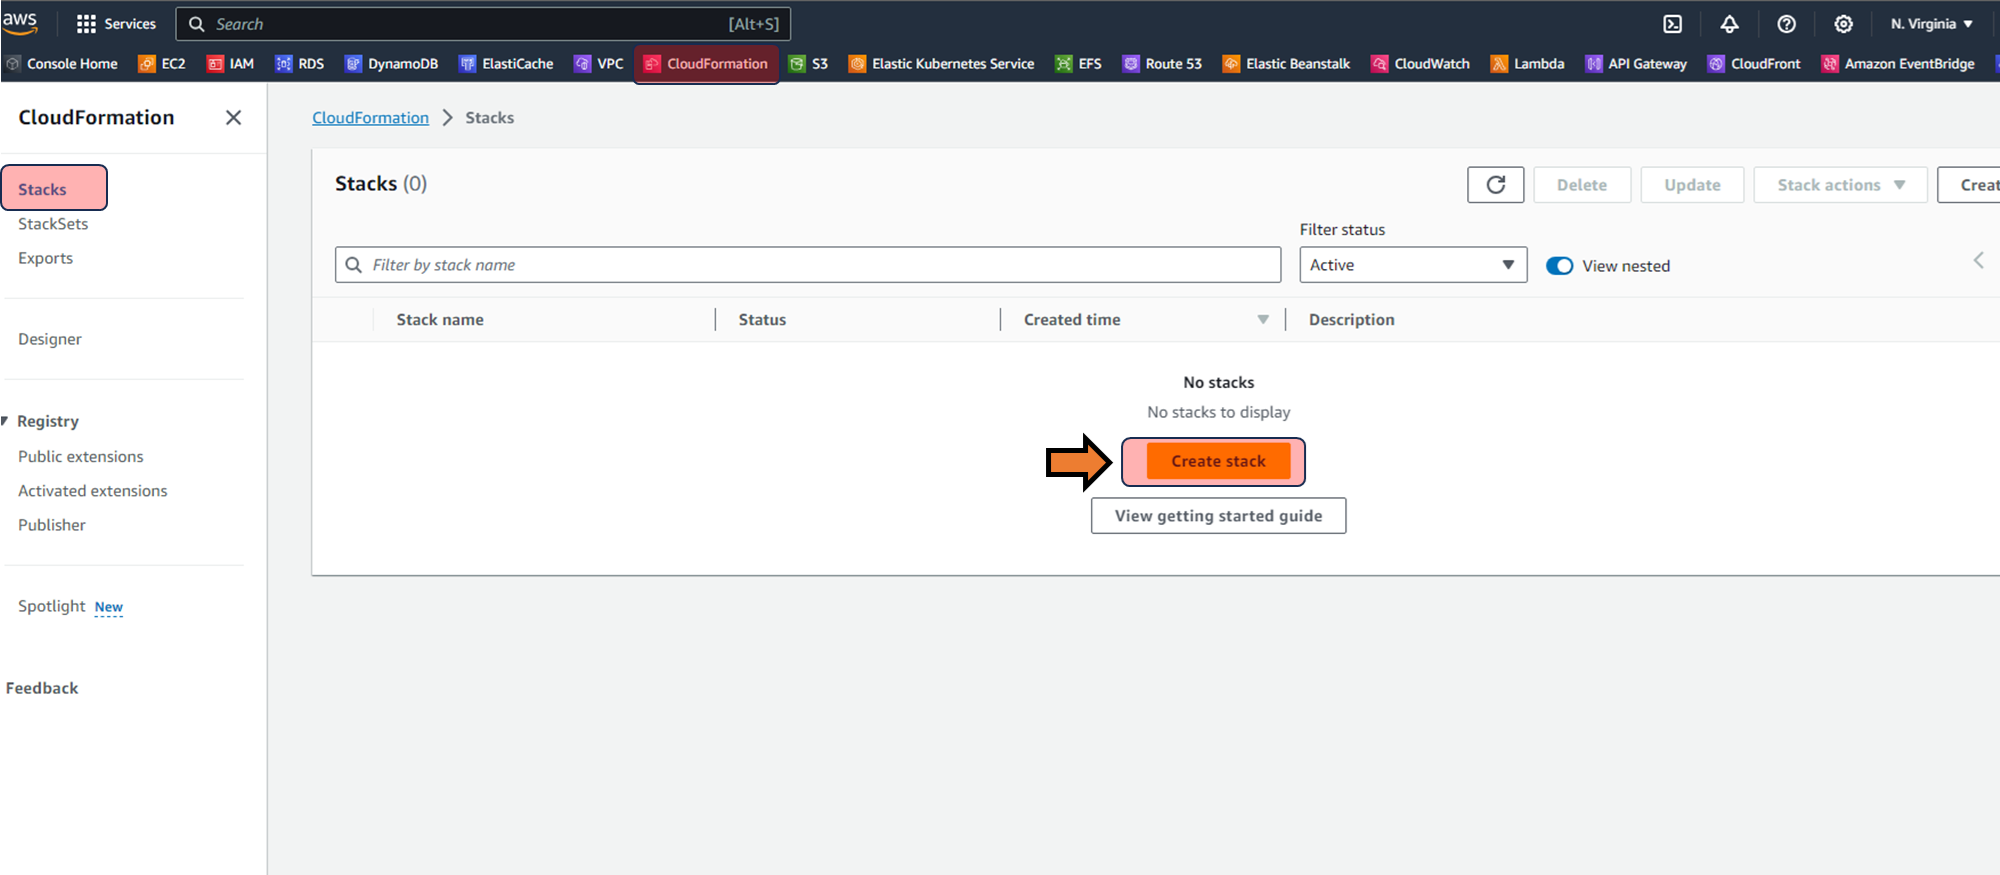 aws Services Search [Alt+S] N. Virginia
Console Home EC2 IAM RDS DynamoDB ElastiCache VPC CloudFormation S3 Elastic Kubernetes Service EFS Route 53 Elastic Beanstalk CloudWatch Lambda API Gateway CloudFront Amazon EventBridge
CloudFormation
Stacks
StackSets
Exports
Designer
Registry
Public extensions
Activated extensions
Publisher
Spotlight New
Feedback
CloudFormation Stacks
Stacks (0)
Delete Update Stack actions Creat
Filter status
Filter by stack name Active View nested
Stack name Status Created time Description
No stacks
No stacks to display
Create stack
View getting started guide